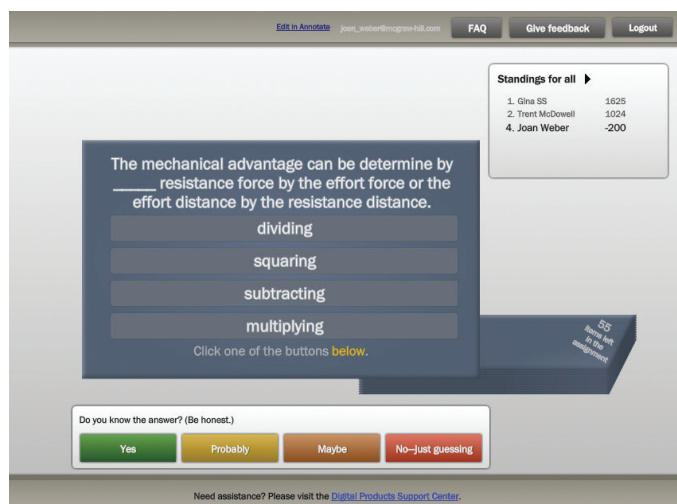 Edit in Annotate joan_weber@mcgraw-hill.com FAQ Give feedback Logout
Standings for all
1. Gina SS 1625
2. Trent McDowell 1024
4. Joan Weber -200
The mechanical advantage can be determine by
_____ resistance force by the effort force or the
effort distance by the resistance distance.
dividing
squaring
subtracting
multiplying
Click one of the buttons below.
55
items left
in the
assignment
Do you know the answer? (Be honest.)
Yes Probably Maybe No—Just guessing
Need assistance? Please visit the Digital Products Support Center.